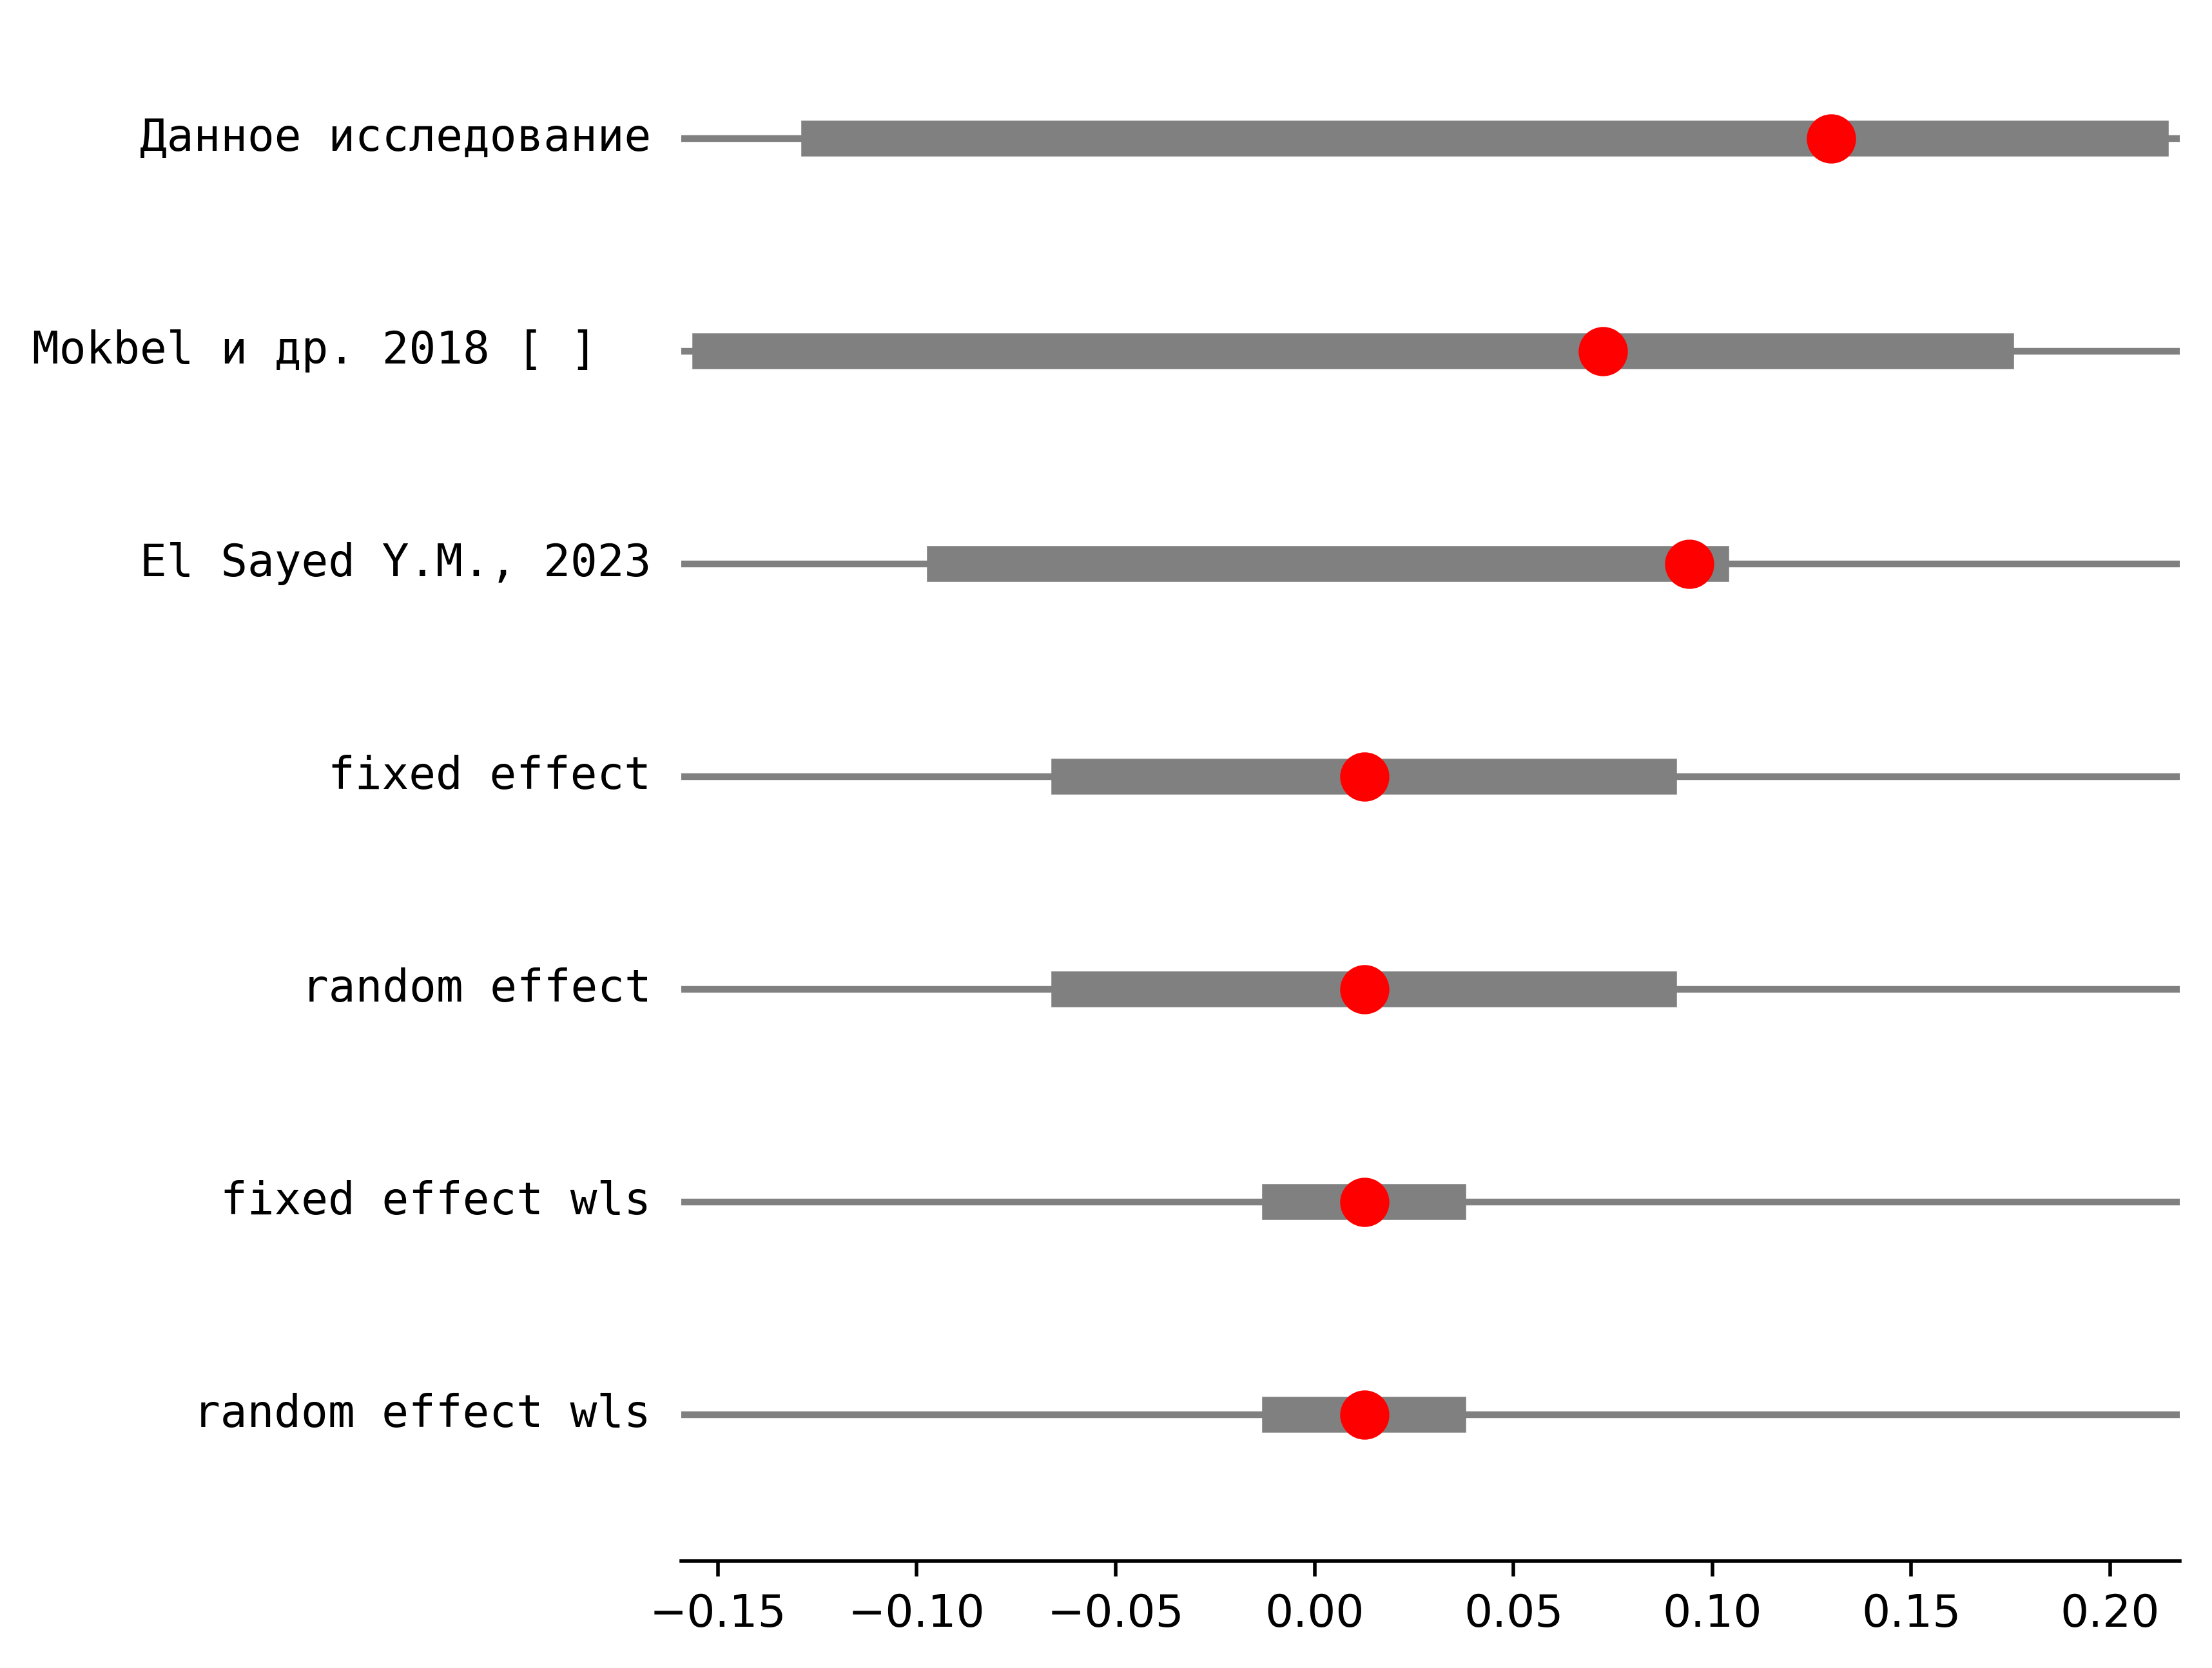 Данное исследование
Mokbel и др. 2018 [ ]
El Sayed Y.M., 2023
fixed effect
random effect
fixed effect wls
random effect wls
−0.15 −0.10 −0.05 0.00 0.05 0.10 0.15 0.20